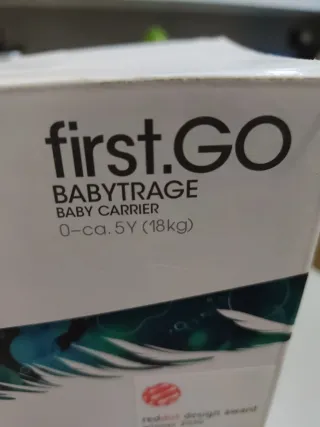 first.GO
BABYTRAGE
BABY CARRIER
0–ca. 5Y (18kg)
reddot design award